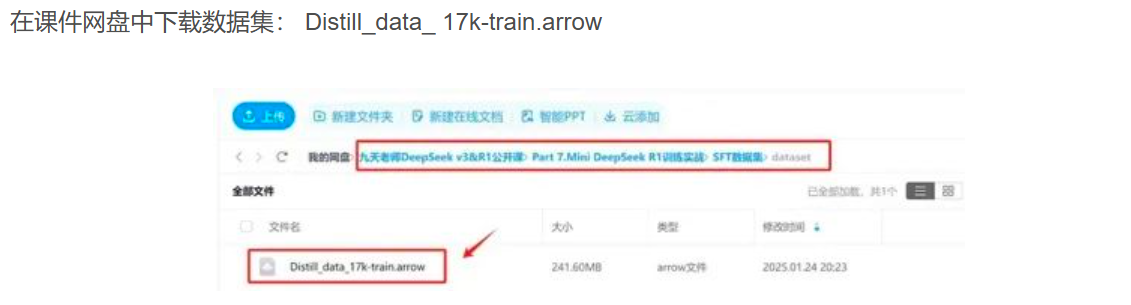 在课件网盘中下载数据集： Distill_data_ 17k-train.arrow
上传 新建文件夹 新建在线文档 智能PPT 云添加
我的网盘 九天老师DeepSeek v3&R1公开课 Part 7.Mini DeepSeek R1训练实战 SFT数据集 dataset
全部文件 已全部加载，共1个
文件名 大小 类型 修改时间
Distill_data_17k-train.arrow 241.60MB arrow文件 2025.01.24 20:23